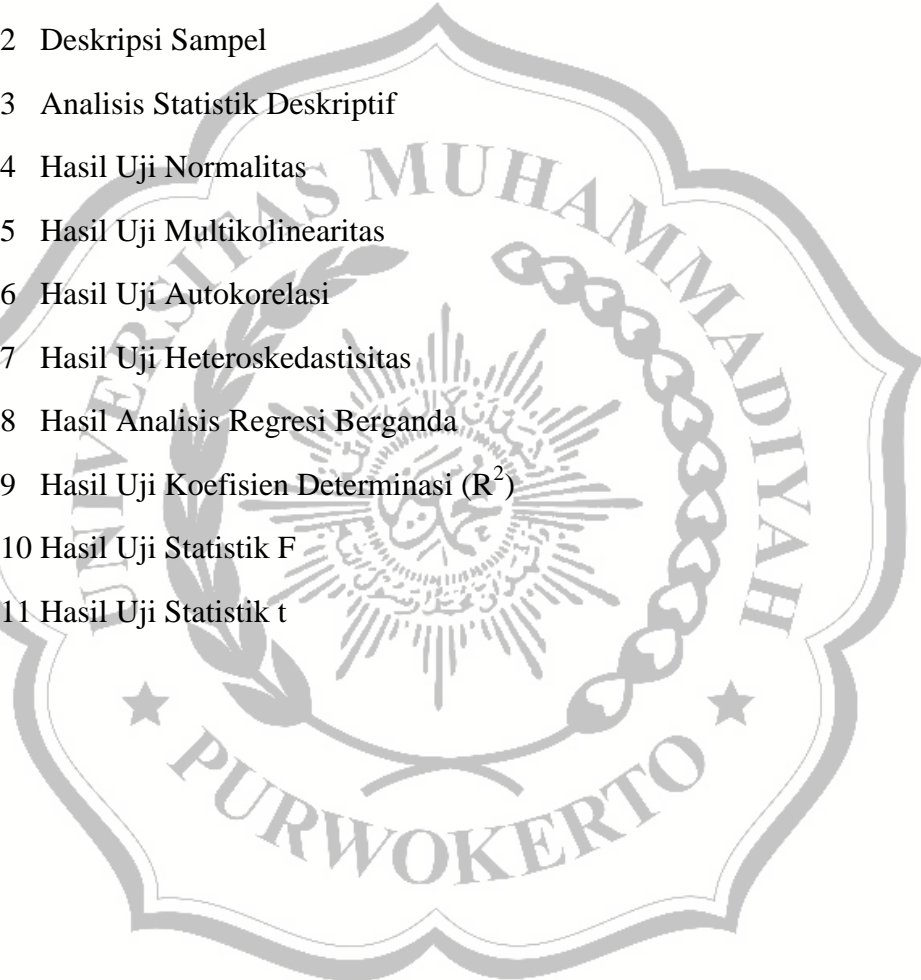 2 Deskripsi Sampel
3 Analisis Statistik Deskriptif
4 Hasil Uji Normalitas
5 Hasil Uji Multikolinearitas
6 Hasil Uji Autokorelasi
7 Hasil Uji Heteroskedastisitas
8 Hasil Analisis Regresi Berganda
9 Hasil Uji Koefisien Determinasi (R²)
10 Hasil Uji Statistik F
11 Hasil Uji Statistik t
UNIVERSITAS MUHAMMADIYAH
PURWOKERTO